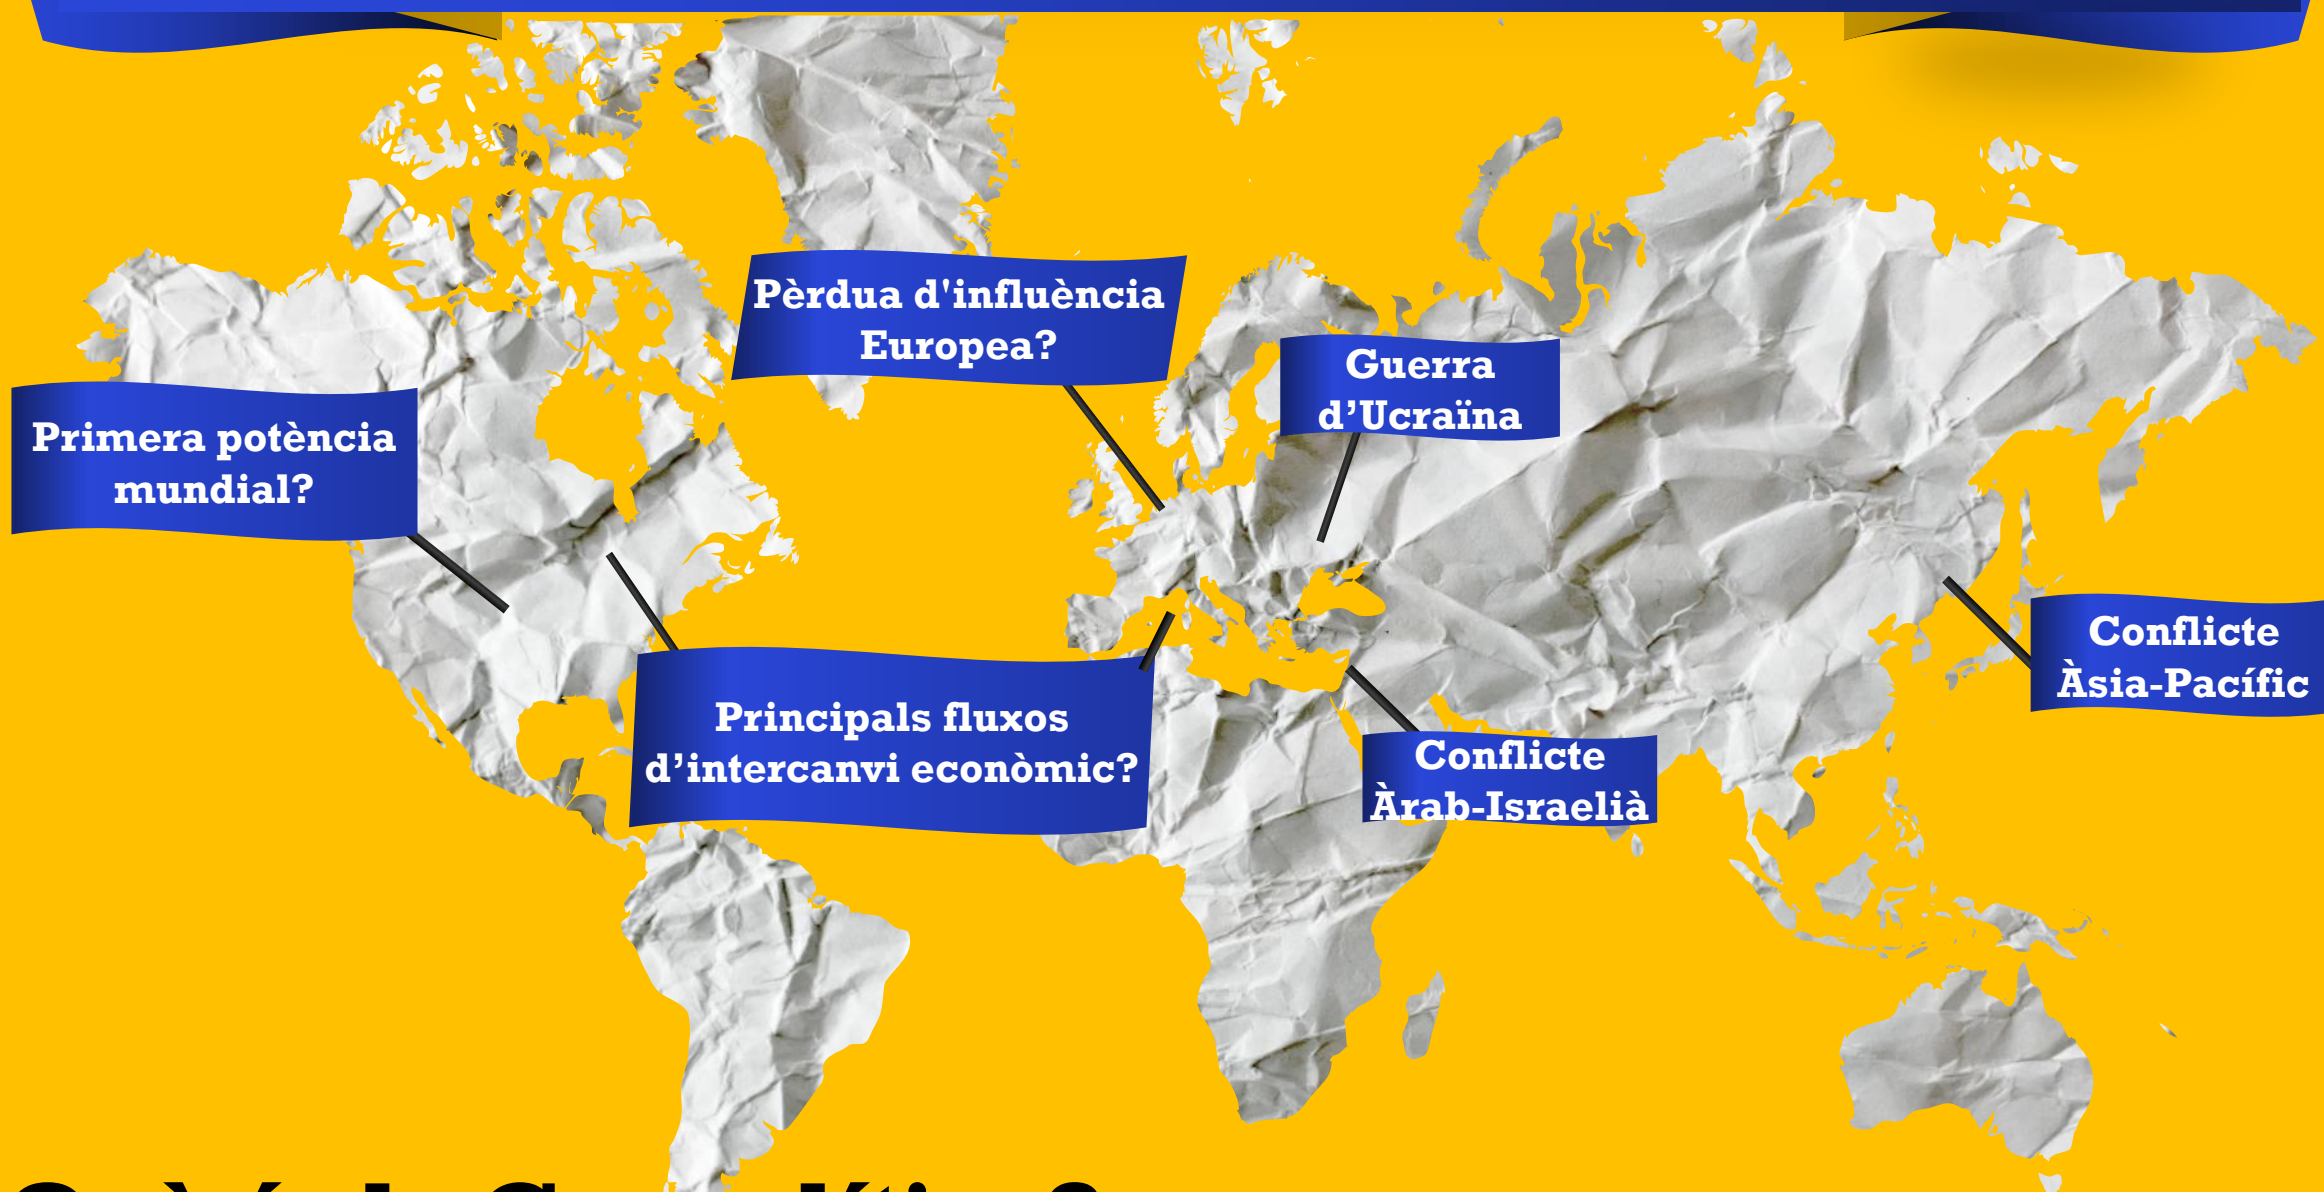 Pèrdua d'influència
Europea?
Guerra
d’Ucraïna
Primera potència
mundial?
Conflicte
Àsia-Pacífic
Principals fluxos
d’intercanvi econòmic?
Conflicte
Àrab-Israelià